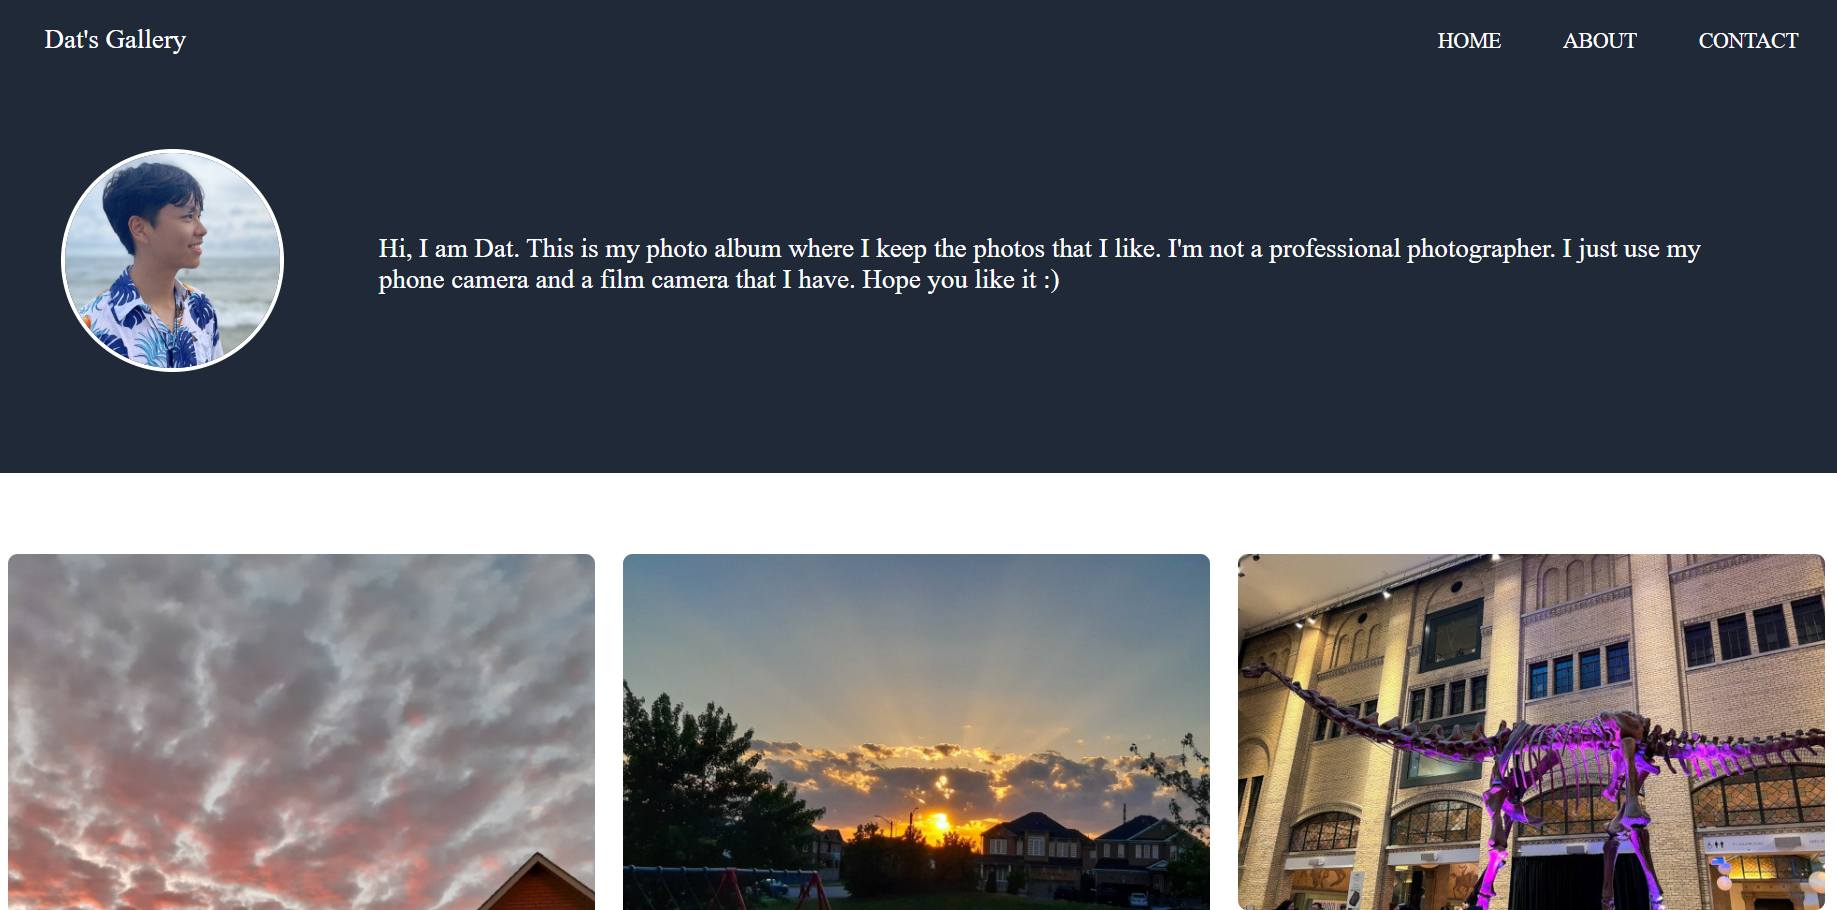 Dat's Gallery
HOME
ABOUT
CONTACT
Hi, I am Dat. This is my photo album where I keep the photos that I like. I'm not a professional photographer. I just use my
phone camera and a film camera that I have. Hope you like it :)